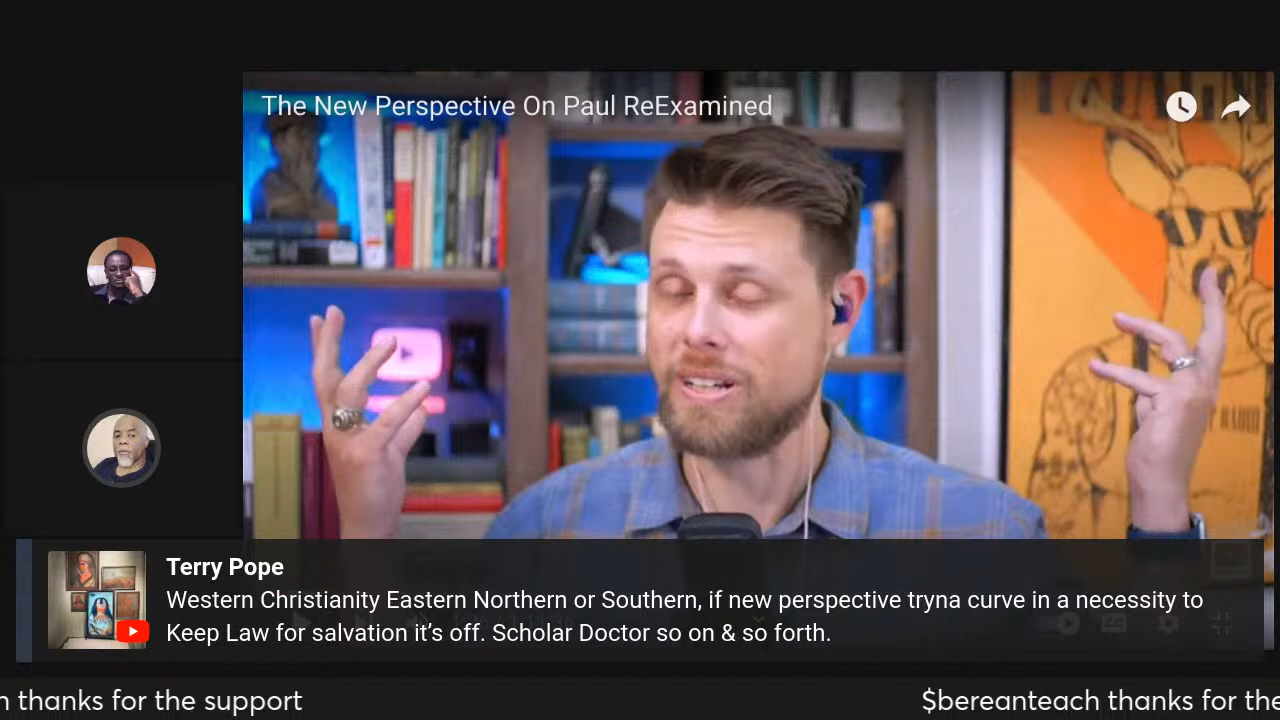 The New Perspective On Paul ReExamined
Terry Pope
Western Christianity Eastern Northern or Southern, if new perspective tryna curve in a necessity to
Keep Law for salvation it's off. Scholar Doctor so on & so forth.
thanks for the support
$bereanteach thanks for the